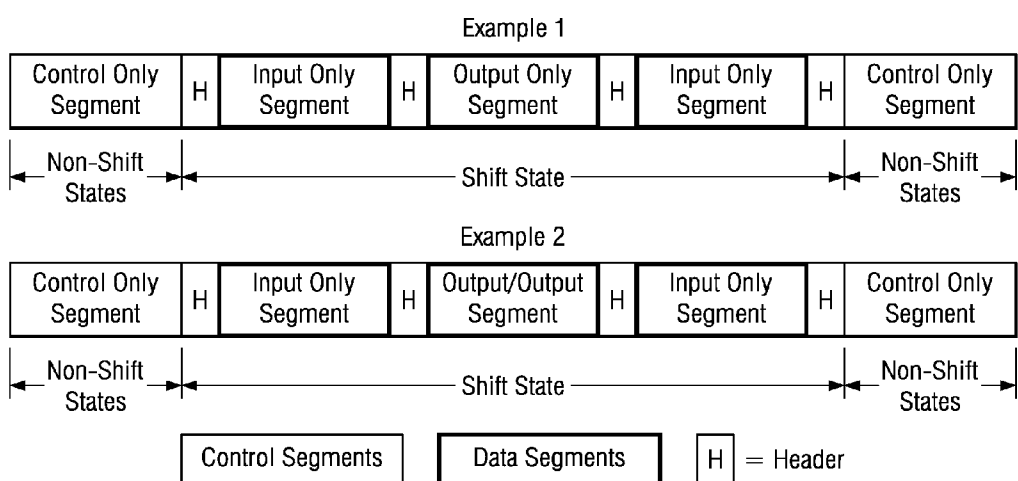 Example 1
Control Only Segment H Input Only Segment H Output Only Segment H Input Only Segment H Control Only Segment
Non-Shift States Shift State Non-Shift States
Example 2
Control Only Segment H Input Only Segment H Output/Output Segment H Input Only Segment H Control Only Segment
Non-Shift States Shift State Non-Shift States
Control Segments Data Segments H = Header